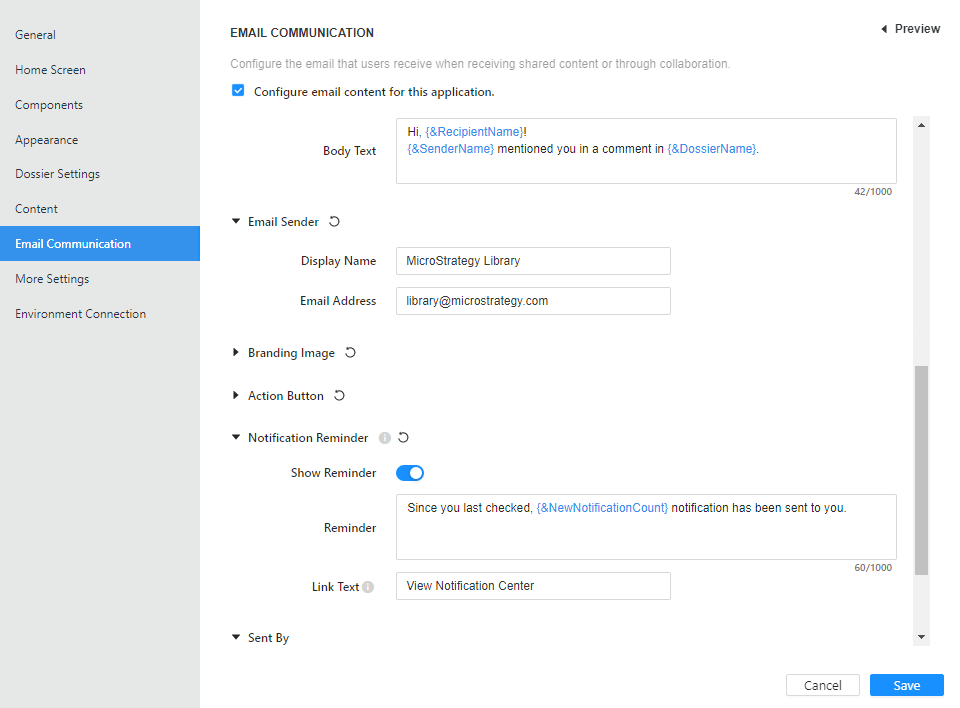 General
Home Screen
Components
Appearance
Dossier Settings
Content
Email Communication
More Settings
Environment Connection
EMAIL COMMUNICATION
Preview
Configure the email that users receive when receiving shared content or through collaboration.
Configure email content for this application.
Body Text
Hi, {&RecipientName}!
{&SenderName} mentioned you in a comment in {&DossierName}.
42/1000
Email Sender
Display Name
MicroStrategy Library
Email Address
library@microstrategy.com
Branding Image
Action Button
Notification Reminder
Show Reminder
Reminder
Since you last checked, {&NewNotificationCount} notification has been sent to you.
60/1000
Link Text
View Notification Center
Sent By
Cancel
Save